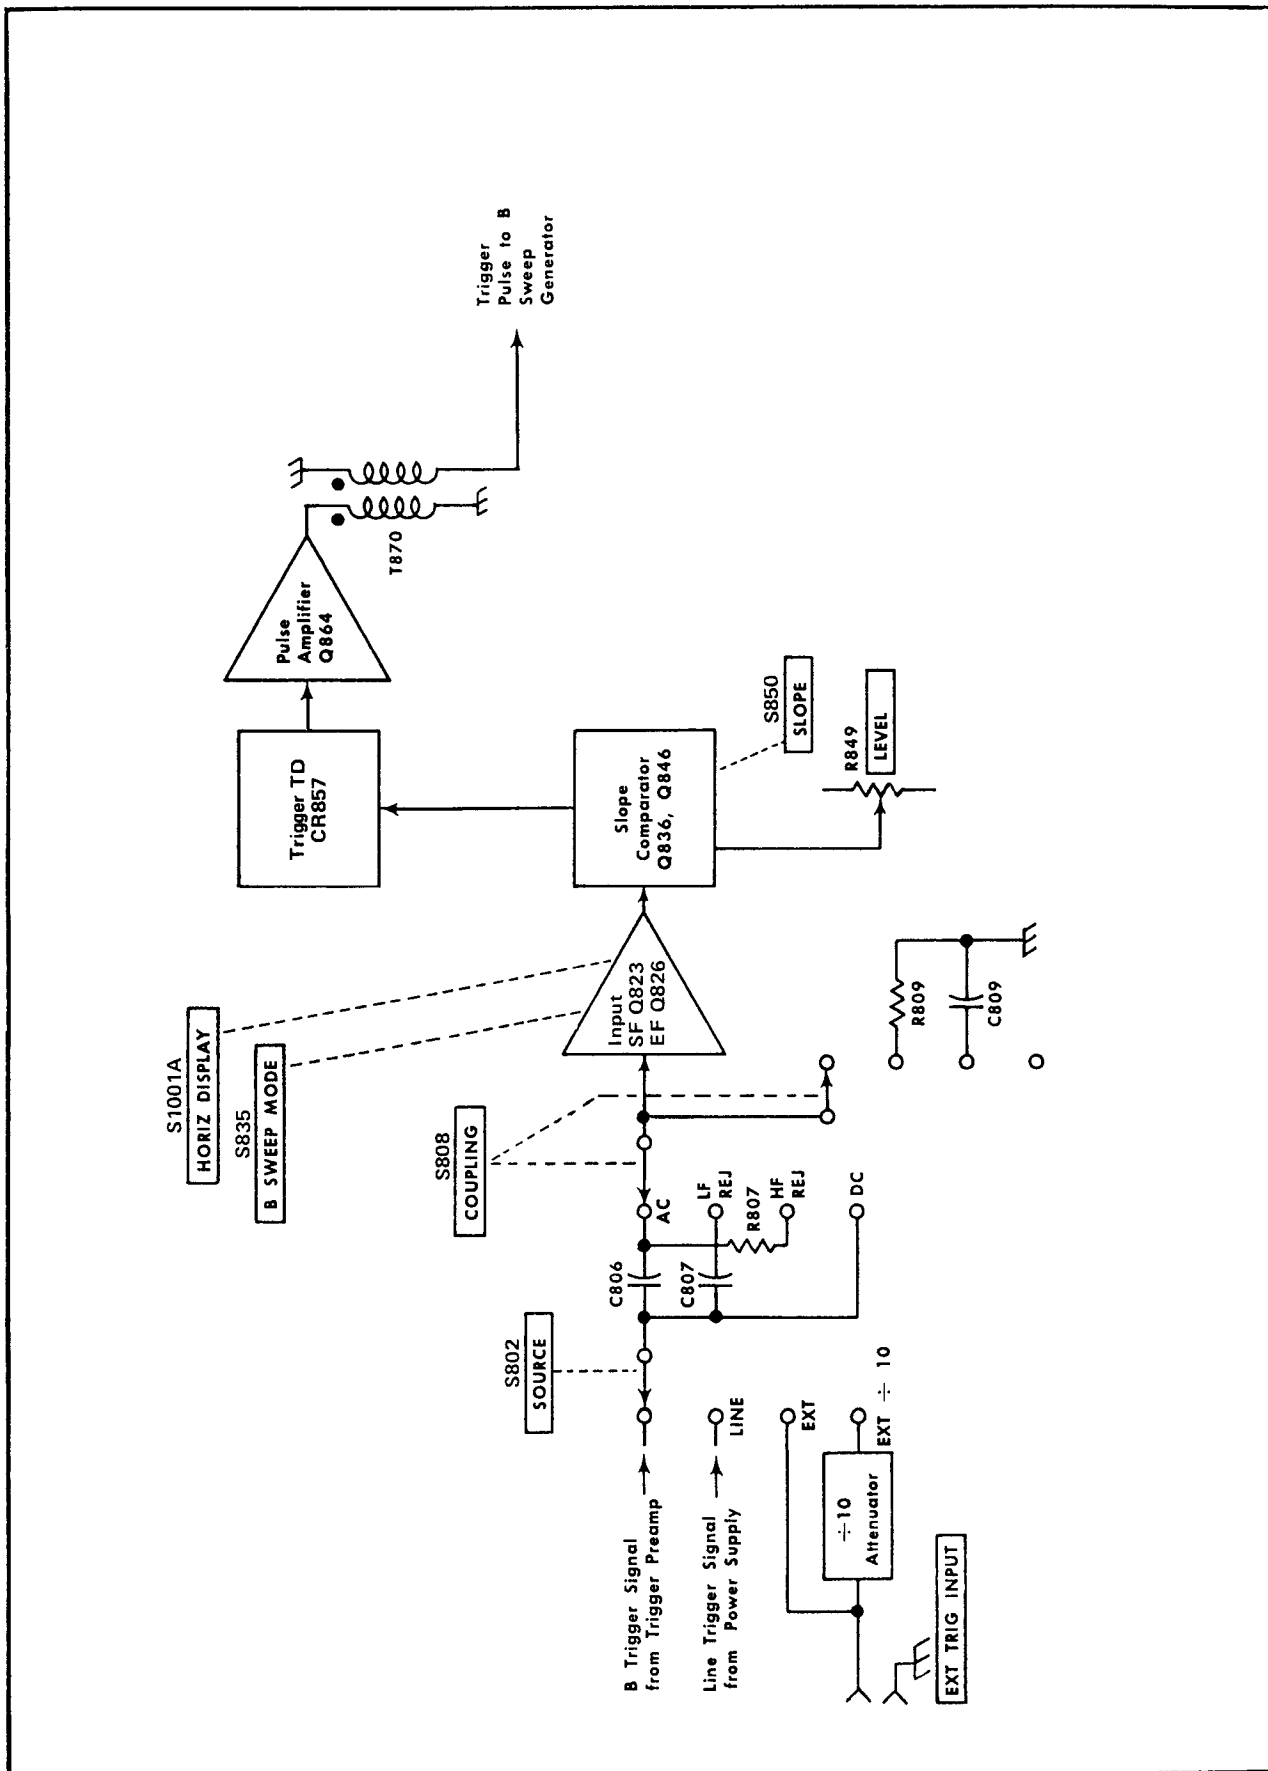 B Trigger Signal
from Trigger Preamp
Line Trigger Signal
from Power Supply
LINE
EXT
÷10
Attenuator
EXT ÷ 10
EXT TRIG INPUT
S802
SOURCE
C806
C807
AC
LF
REJ
R807
HF
REJ
DC
S808
COUPLING
R809
C809
S1001A
HORIZ DISPLAY
S835
B SWEEP MODE
Input
SF Q823
EF Q826
Slope
Comparator
Q836, Q846
S850
SLOPE
R849
LEVEL
Trigger TD
CR857
Pulse
Amplifier
Q864
T870
Trigger
Pulse to B
Sweep
Generator